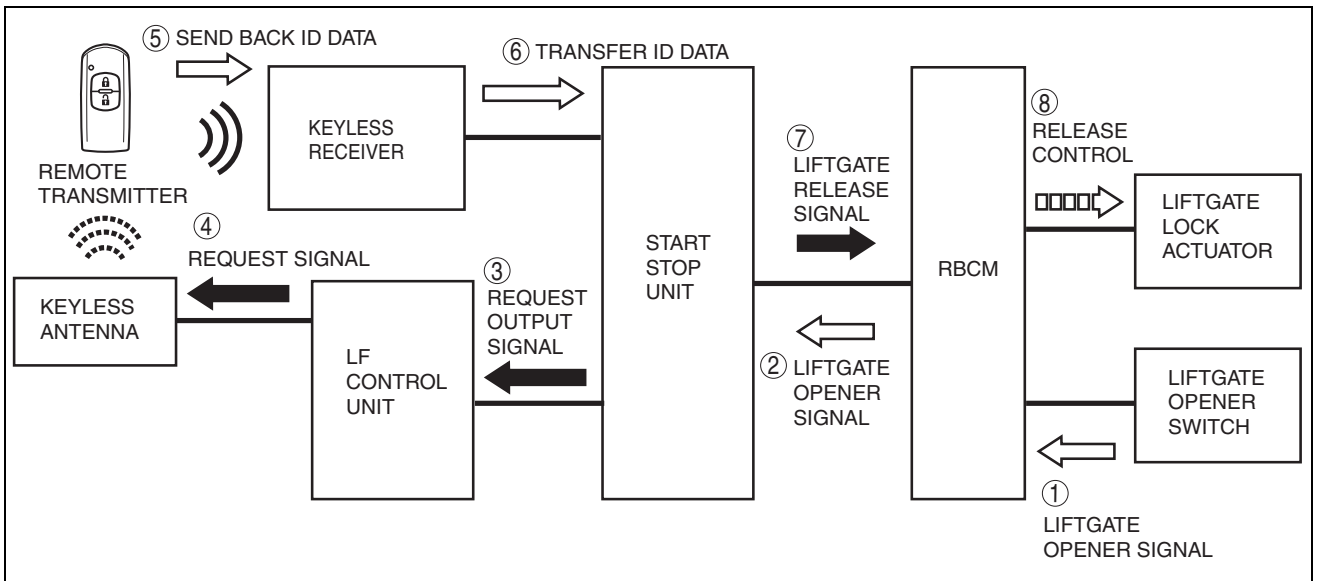 ⑤ SEND BACK ID DATA
⑥ TRANSFER ID DATA
REMOTE
TRANSMITTER
KEYLESS
RECEIVER
④
REQUEST SIGNAL
KEYLESS
ANTENNA
LF
CONTROL
UNIT
③
REQUEST
OUTPUT
SIGNAL
START
STOP
UNIT
⑦
LIFTGATE
RELEASE
SIGNAL
② LIFTGATE
OPENER
SIGNAL
RBCM
⑧
RELEASE
CONTROL
LIFTGATE
LOCK
ACTUATOR
LIFTGATE
OPENER
SWITCH
①
LIFTGATE
OPENER SIGNAL